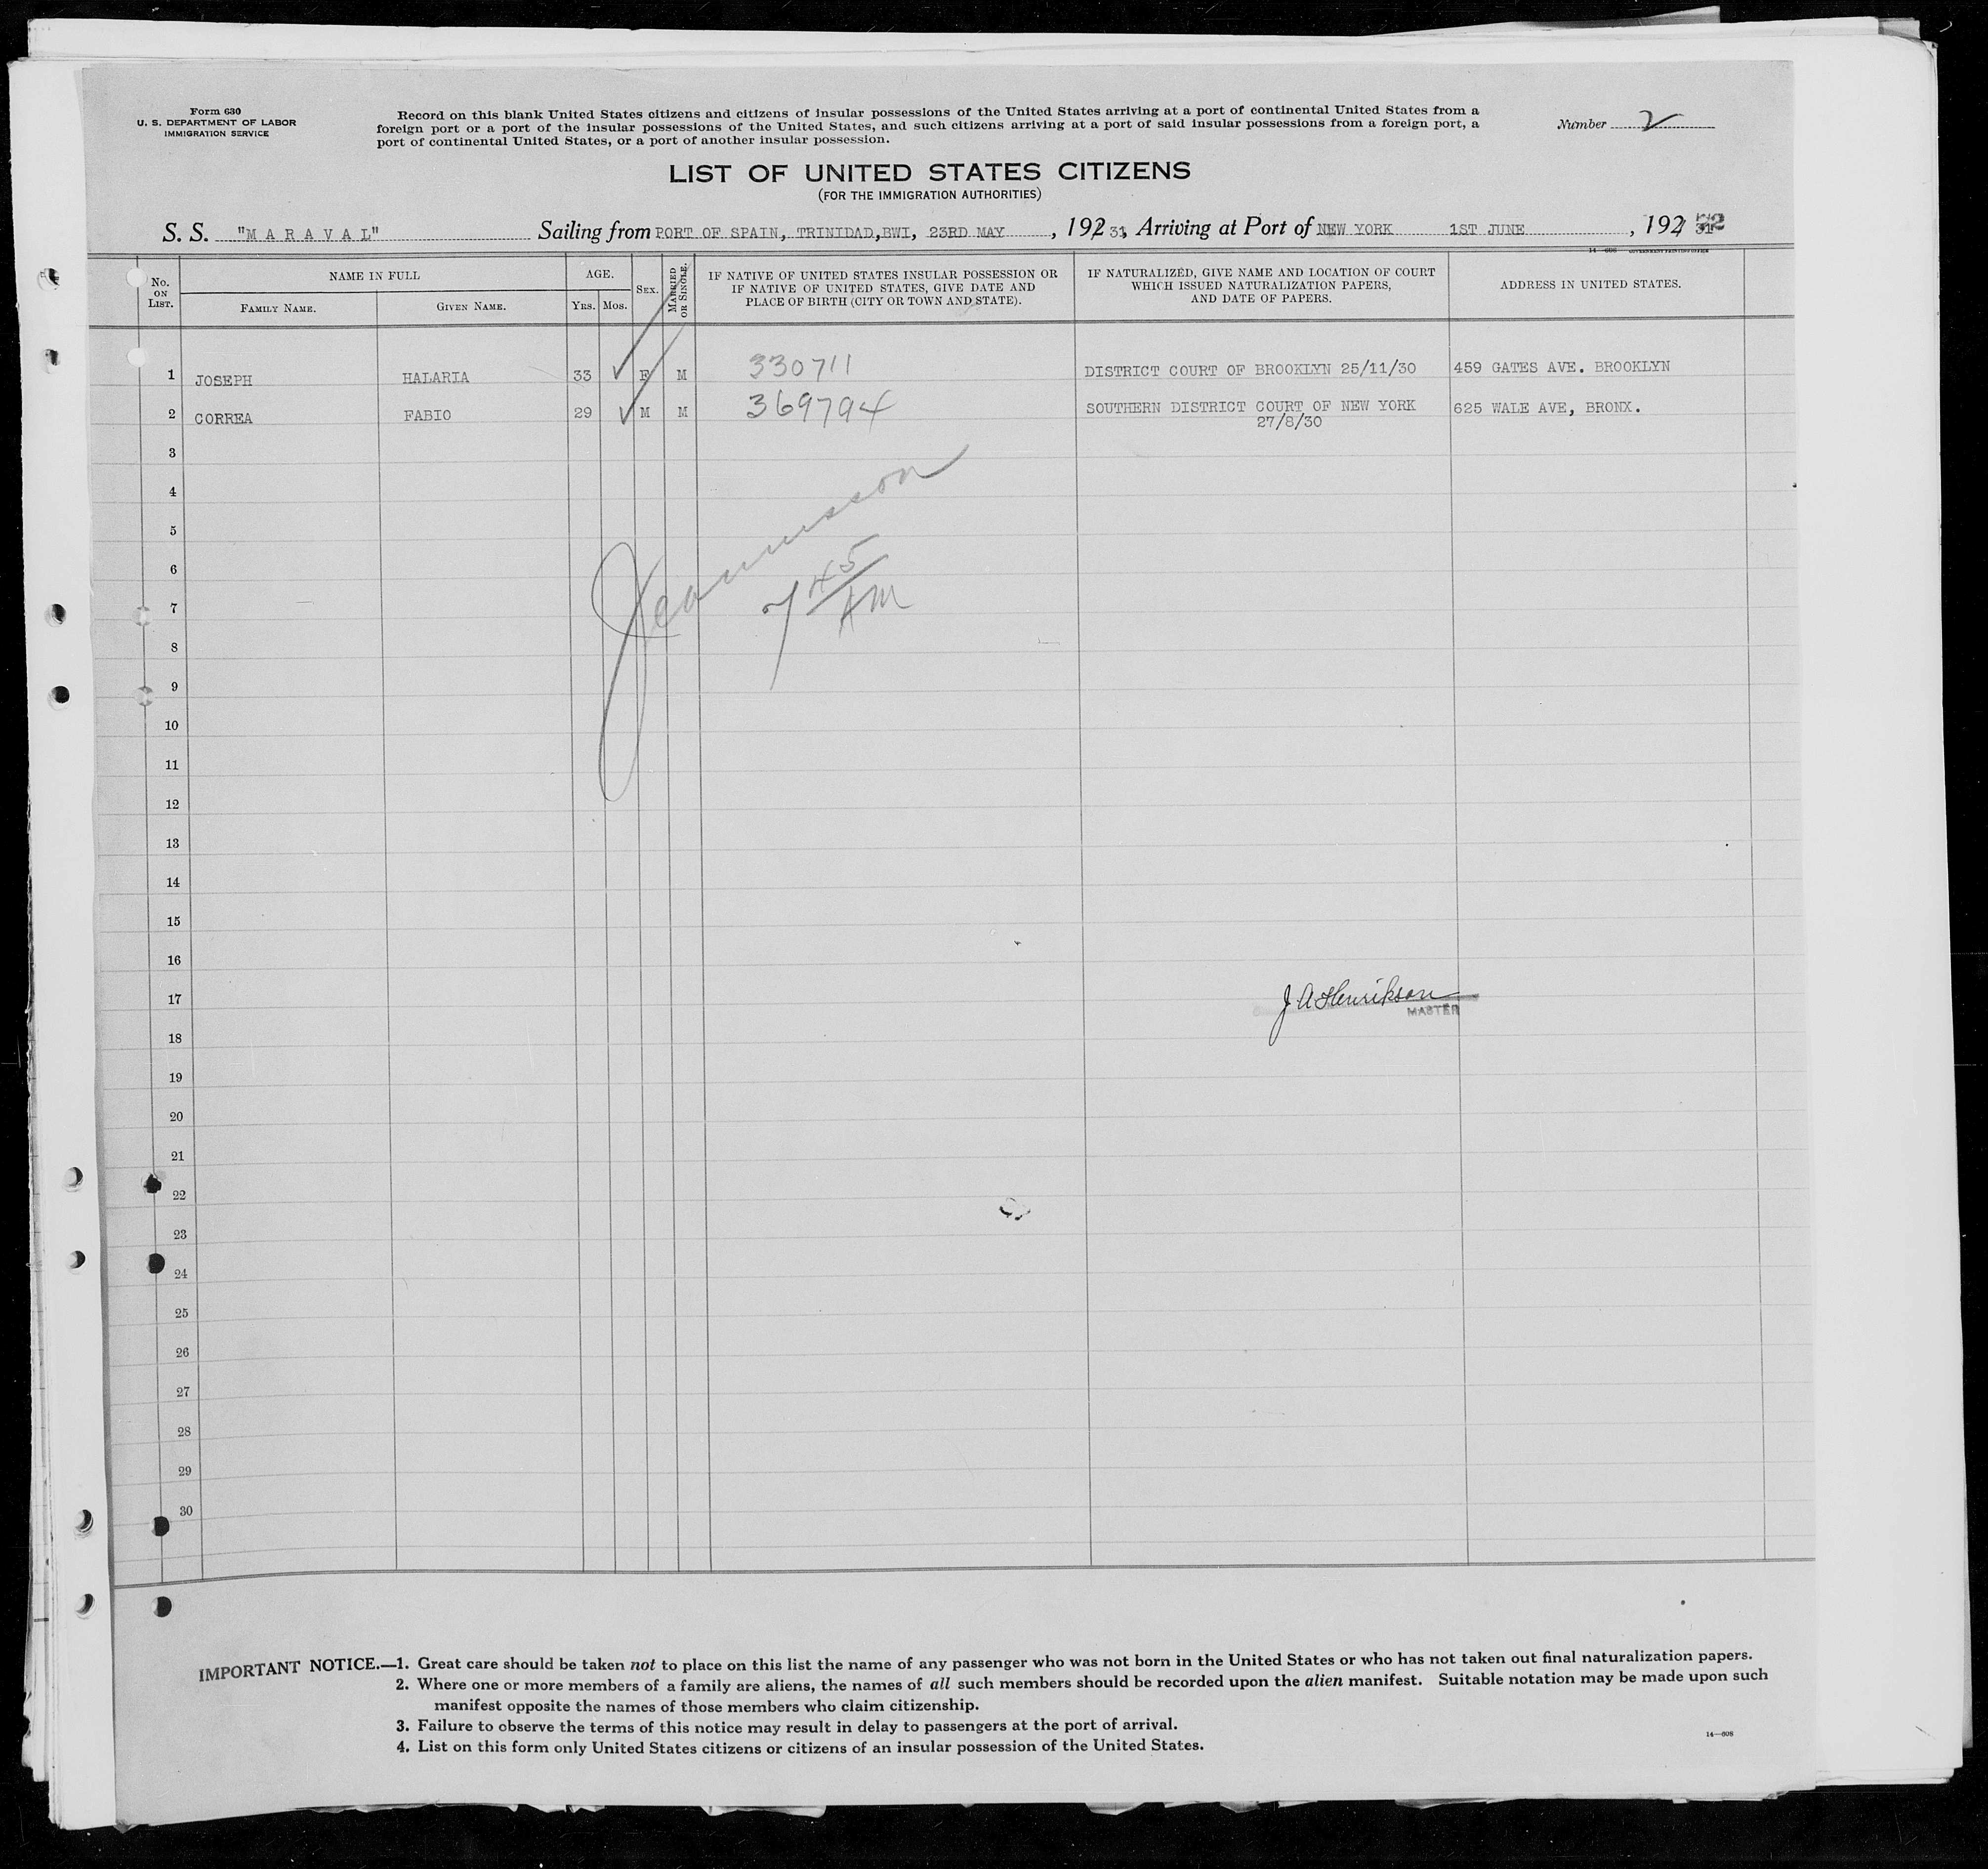 Form 630
U. S. DEPARTMENT OF LABOR
IMMIGRATION SERVICE
Record on this blank United States citizens and citizens of insular possessions of the United States arriving at a port of continental United States from a
foreign port or a port of the insular possessions of the United States, and such citizens arriving at a port of said insular possessions from a foreign port, a
port of continental United States, or a port of another insular possession.
Number 2
LIST OF UNITED STATES CITIZENS
(FOR THE IMMIGRATION AUTHORITIES)
S. S. "M A R A V A L" Sailing from PORT OF SPAIN, TRINIDAD,BWI, 23RD MAY , 192 31, Arriving at Port of NEW YORK 1ST JUNE , 192
No. ON LIST.
NAME IN FULL
FAMILY NAME. GIVEN NAME.
AGE.
YRS. MOS.
SEX.
MARRIED OR SINGLE.
IF NATIVE OF UNITED STATES INSULAR POSSESSION OR
IF NATIVE OF UNITED STATES, GIVE DATE AND
PLACE OF BIRTH (CITY OR TOWN AND STATE).
IF NATURALIZED, GIVE NAME AND LOCATION OF COURT
WHICH ISSUED NATURALIZATION PAPERS,
AND DATE OF PAPERS.
ADDRESS IN UNITED STATES.
1 JOSEPH HALARIA 33 F M 330711 DISTRICT COURT OF BROOKLYN 25/11/30 459 GATES AVE. BROOKLYN
2 CORREA FABIO 29 M M 369794 SOUTHERN DISTRICT COURT OF NEW YORK 625 WALE AVE, BRONX.
27/8/30
3
4
5
6
7 7 45 AM
8
9
10
11
12
13
14
15
16
17 J A Henrikson
MASTER
18
19
20
21
22
23
24
25
26
27
28
29
30
IMPORTANT NOTICE.—1. Great care should be taken not to place on this list the name of any passenger who was not born in the United States or who has not taken out final naturalization papers.
2. Where one or more members of a family are aliens, the names of all such members should be recorded upon the alien manifest. Suitable notation may be made upon such
manifest opposite the names of those members who claim citizenship.
3. Failure to observe the terms of this notice may result in delay to passengers at the port of arrival.
4. List on this form only United States citizens or citizens of an insular possession of the United States.
14—608